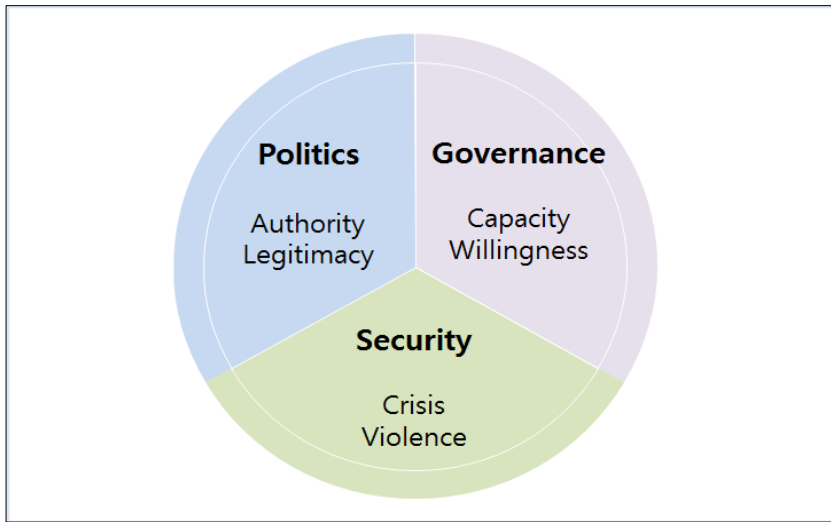 Politics
Authority
Legitimacy
Governance
Capacity
Willingness
Security
Crisis
Violence